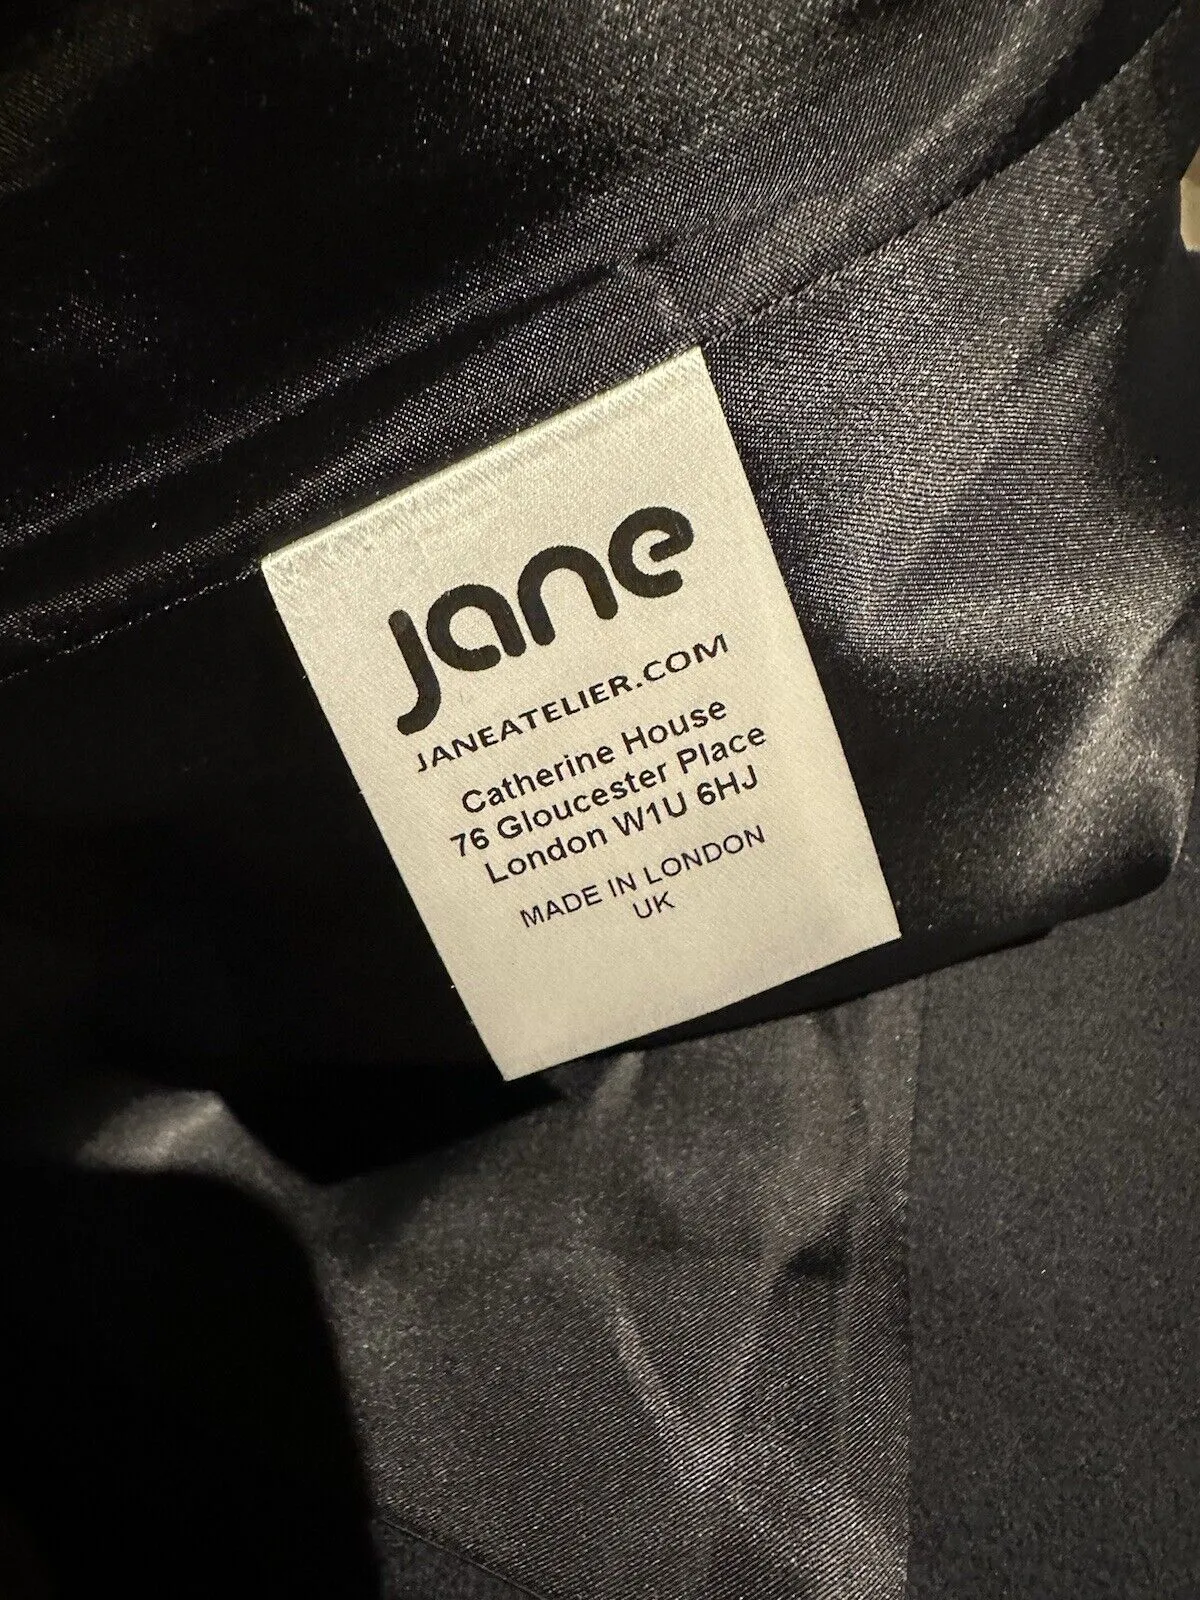 jane
JANEATELIER.COM
Catherine House
76 Gloucester Place
London W1U 6HJ
MADE IN LONDON
UK